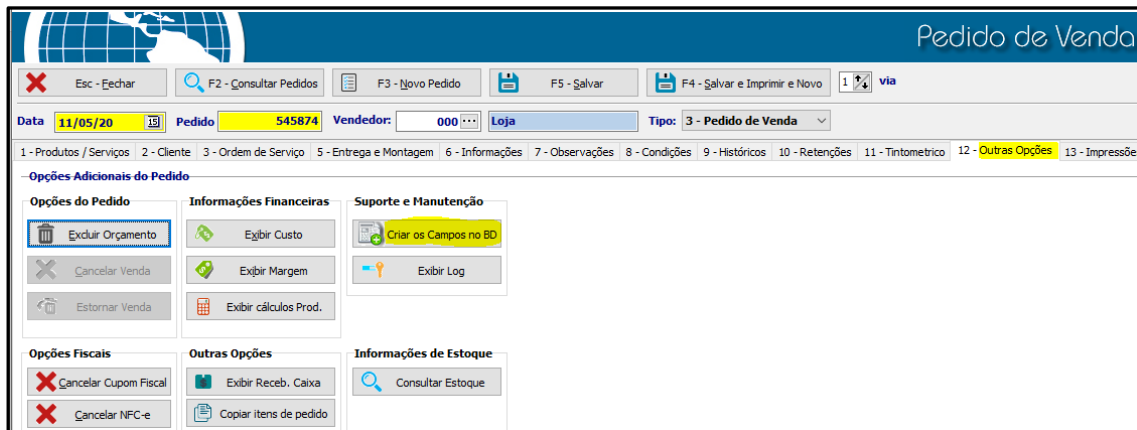 Pedido de Venda
Esc - Fechar F2 - Consultar Pedidos F3 - Novo Pedido F5 - Salvar F4 - Salvar e Imprimir e Novo 1 via
Data 11/05/20 15 Pedido 545874 Vendedor: 000 ... Loja Tipo: 3 - Pedido de Venda
1 - Produtos / Serviços 2 - Cliente 3 - Ordem de Serviço 5 - Entrega e Montagem 6 - Informações 7 - Observações 8 - Condições 9 - Históricos 10 - Retenções 11 - Tintometrico 12 - Outras Opções 13 - Impressõe
Opções Adicionais do Pedido
Opções do Pedido Informações Financeiras Suporte e Manutenção
Excluir Orçamento Exibir Custo Criar os Campos no BD
Cancelar Venda Exibir Margem Exibir Log
Estornar Venda Exibir cálculos Prod.
Opções Fiscais Outras Opções Informações de Estoque
Cancelar Cupom Fiscal Exibir Receb. Caixa Consultar Estoque
Cancelar NFC-e Copiar itens de pedido